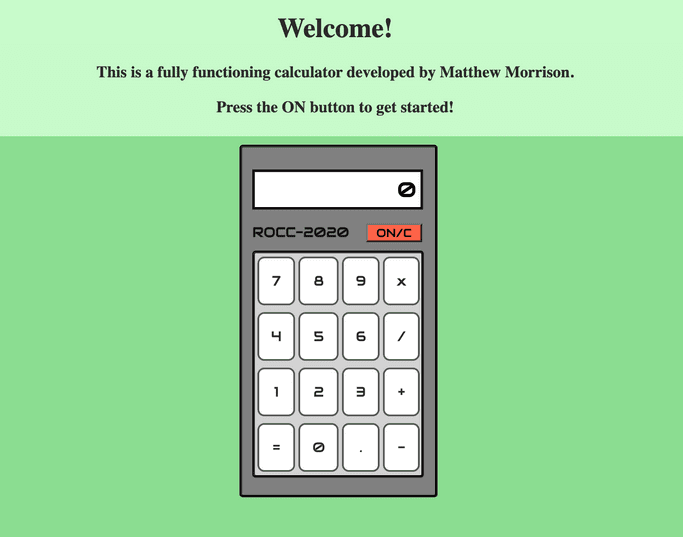 Welcome!
This is a fully functioning calculator developed by Matthew Morrison.
Press the ON button to get started!
0
ROCC-2020 ON/C
7 8 9 x
4 5 6 /
1 2 3 +
= 0 . -